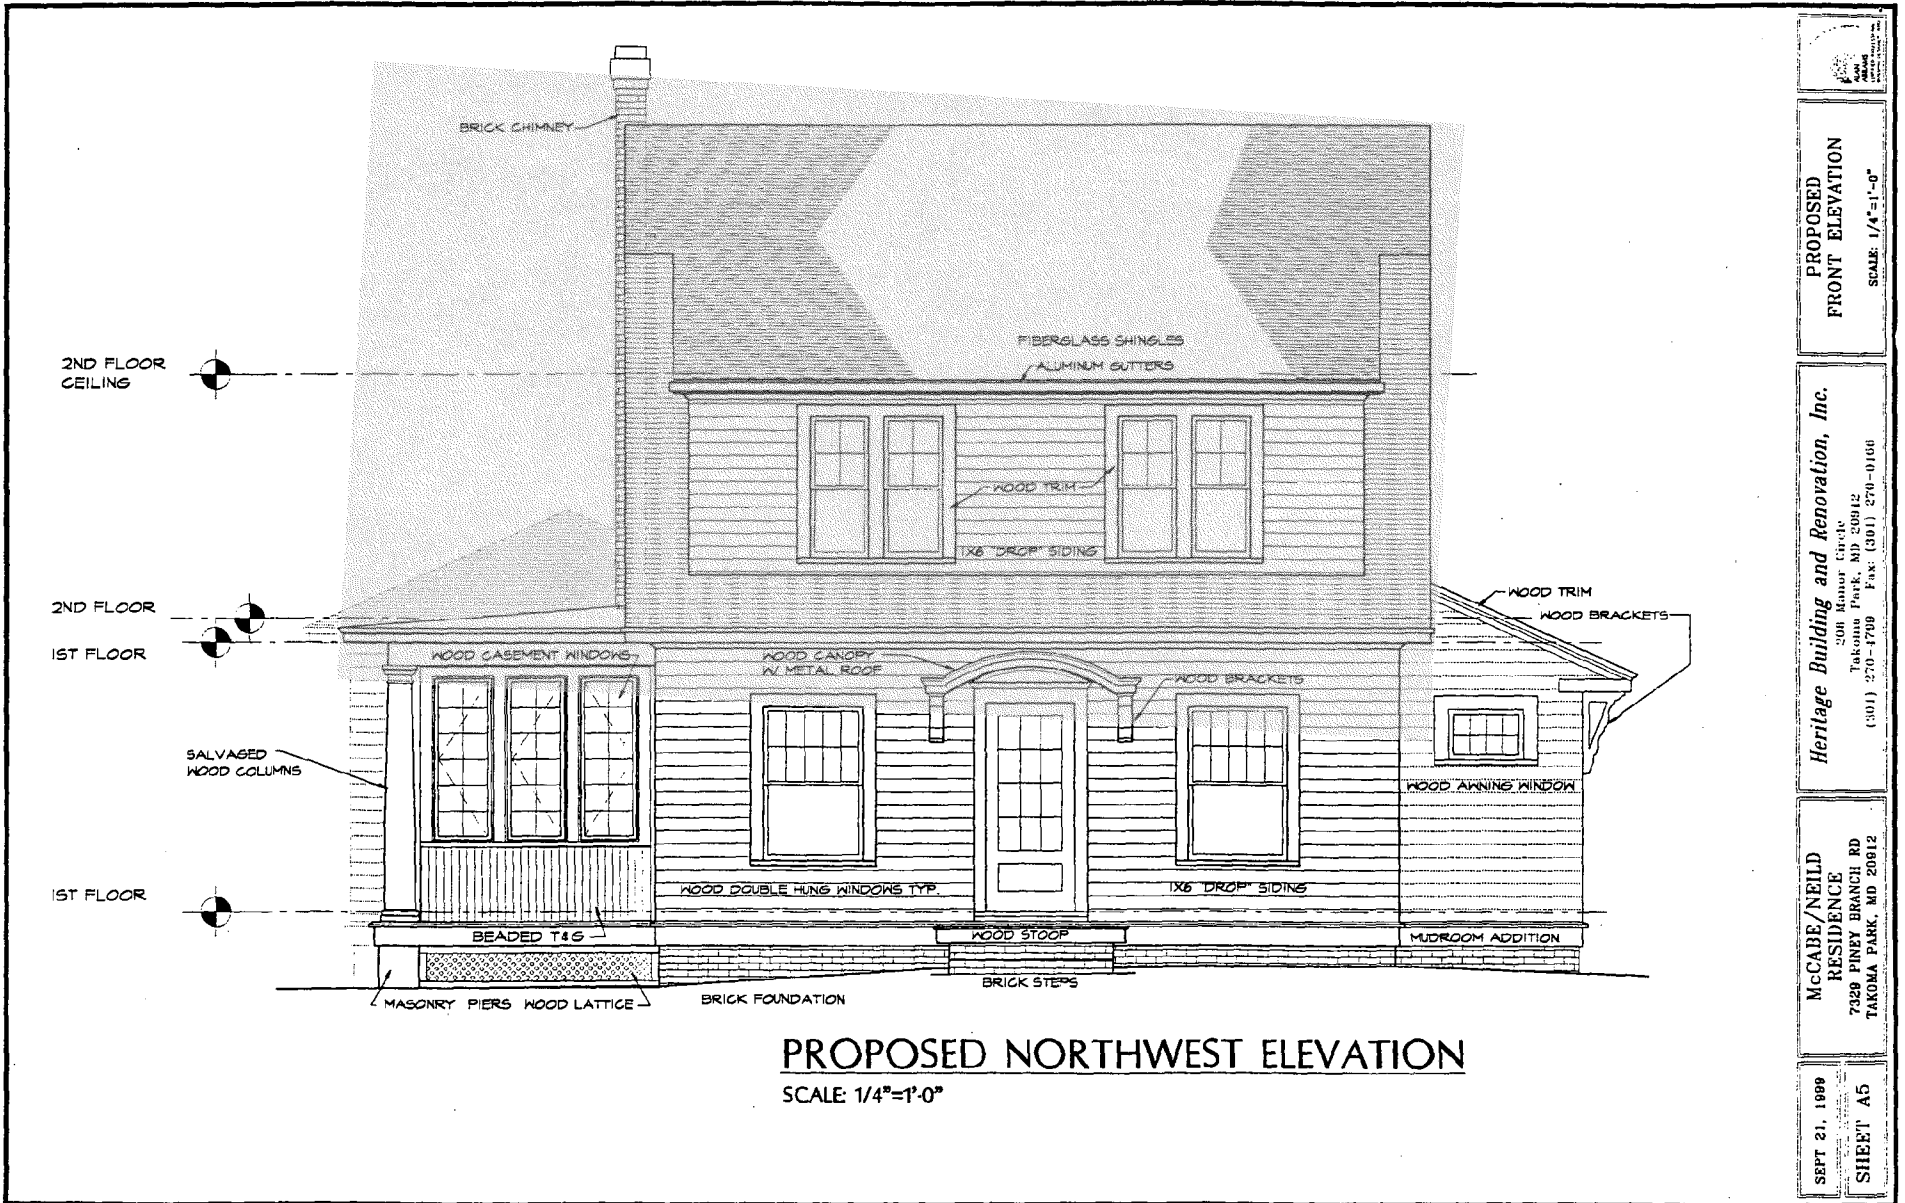 BRICK CHIMNEY
FIBERGLASS SHINGLES
ALUMINUM GUTTERS
2ND FLOOR
CEILING
WOOD TRIM
1X6 "DROP" SIDING
2ND FLOOR
1ST FLOOR
WOOD TRIM
WOOD BRACKETS
WOOD CASEMENT WINDOWS
WOOD CANOPY
W/ METAL ROOF
WOOD BRACKETS
SALVAGED
WOOD COLUMNS
WOOD AWNING WINDOW
1ST FLOOR
WOOD DOUBLE HUNG WINDOWS TYP.
1X6 "DROP" SIDING
BEADED T&G
WOOD STOOP
MUDROOM ADDITION
MASONRY PIERS
WOOD LATTICE
BRICK FOUNDATION
BRICK STEPS
PROPOSED NORTHWEST ELEVATION
SCALE: 1/4"=1'-0"
ALAN
ABRAMS
PROPOSED
FRONT ELEVATION
SCALE: 1/4"=1'-0"
Heritage Building and Renovation, Inc.
208 Manor Circle
Takoma Park, MD 20912
(301) 270-4799 Fax: (301) 270-0166
McCABE/NEILD
RESIDENCE
7329 PINEY BRANCH RD
TAKOMA PARK, MD 20912
SEPT 21, 1999
SHEET A5